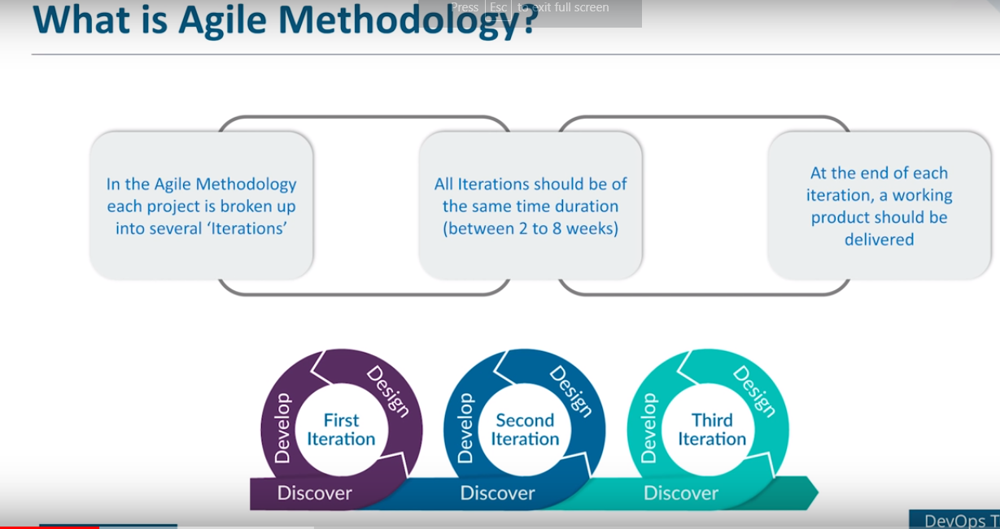 Press Esc to exit full screen
What is Agile Methodology?
In the Agile Methodology
each project is broken up
into several ‘Iterations’
All Iterations should be of
the same time duration
(between 2 to 8 weeks)
At the end of each
iteration, a working
product should be
delivered
Develop
Design
First
Iteration
Discover
Develop
Design
Second
Iteration
Discover
Develop
Design
Third
Iteration
Discover
DevOps T